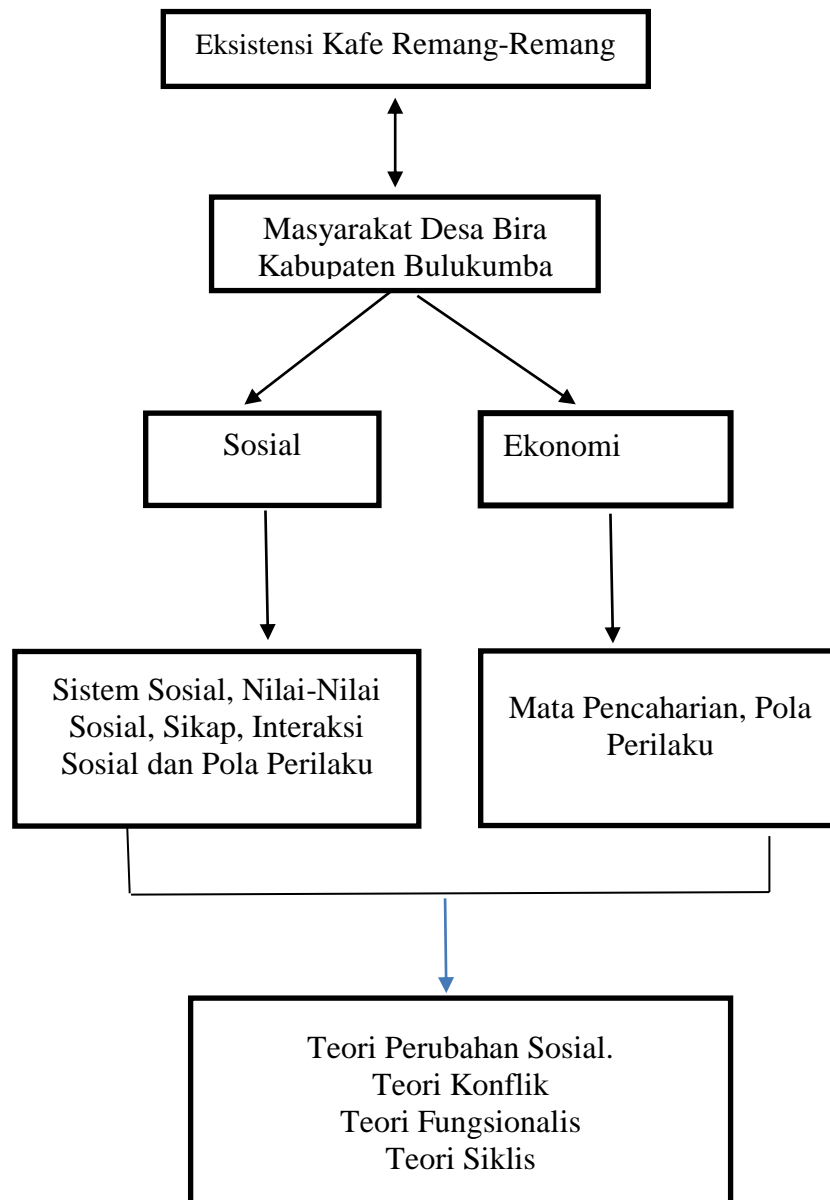 Eksistensi Kafe Remang-Remang
Masyarakat Desa Bira
Kabupaten Bulukumba
Sosial
Ekonomi
Sistem Sosial, Nilai-Nilai
Sosial, Sikap, Interaksi
Sosial dan Pola Perilaku
Mata Pencaharian, Pola
Perilaku
Teori Perubahan Sosial.
Teori Konflik
Teori Fungsionalis
Teori Siklis